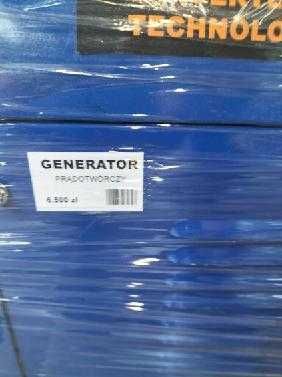 TECHNOLO
GENERATOR
PRĄDOTWÓRCZY
6.500 zł